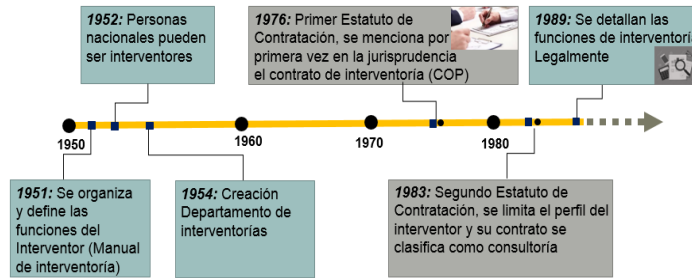 1952: Personas
nacionales pueden
ser interventores
1976: Primer Estatuto de
Contratación, se menciona por
primera vez en la jurisprudencia
el contrato de interventoría (COP)
1989: Se detallan las
funciones de interventoría
Legalmente
1950
1960
1970
1980
1951: Se organiza
y define las
funciones del
Interventor (Manual
de interventoría)
1954: Creación
Departamento de
interventorías
1983: Segundo Estatuto de
Contratación, se limita el perfil del
interventor y su contrato se
clasifica como consultoría